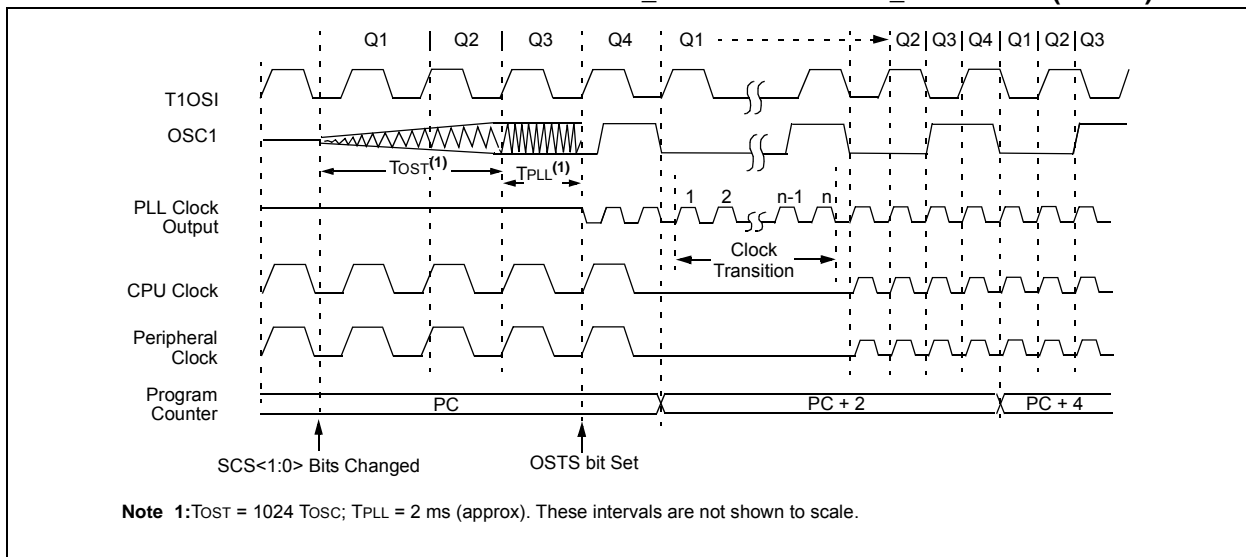 Q1 Q2 Q3 Q4 Q1 Q2 Q3 Q4 Q1 Q2 Q3
T1OSI
OSC1
TOST(1) TPLL(1)
1 2 n-1 n
PLL Clock
Output
Clock
Transition
CPU Clock
Peripheral
Clock
Program
Counter
PC PC + 2 PC + 4
SCS<1:0> Bits Changed OSTS bit Set
Note 1:TOST = 1024 TOSC; TPLL = 2 ms (approx). These intervals are not shown to scale.